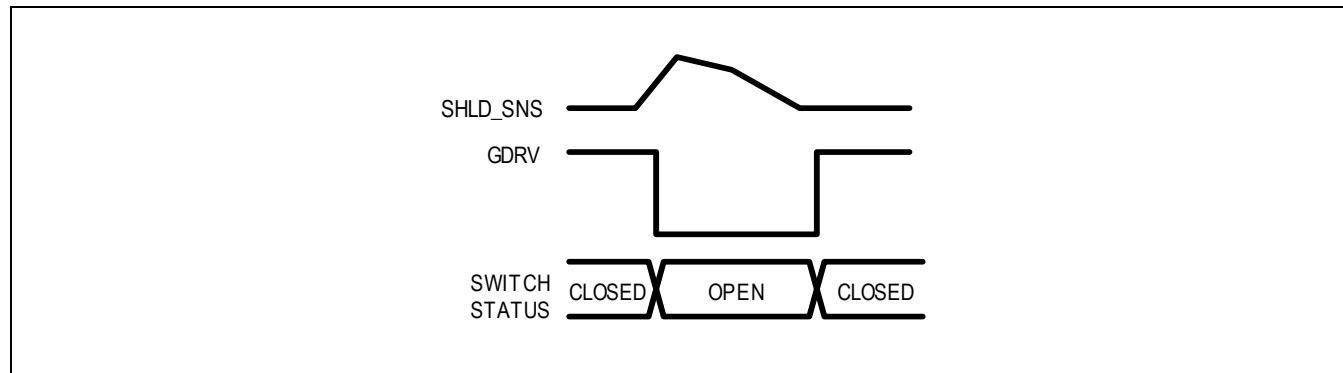 SHLD_SNS
GDRV
SWITCH
STATUS
CLOSED
OPEN
CLOSED